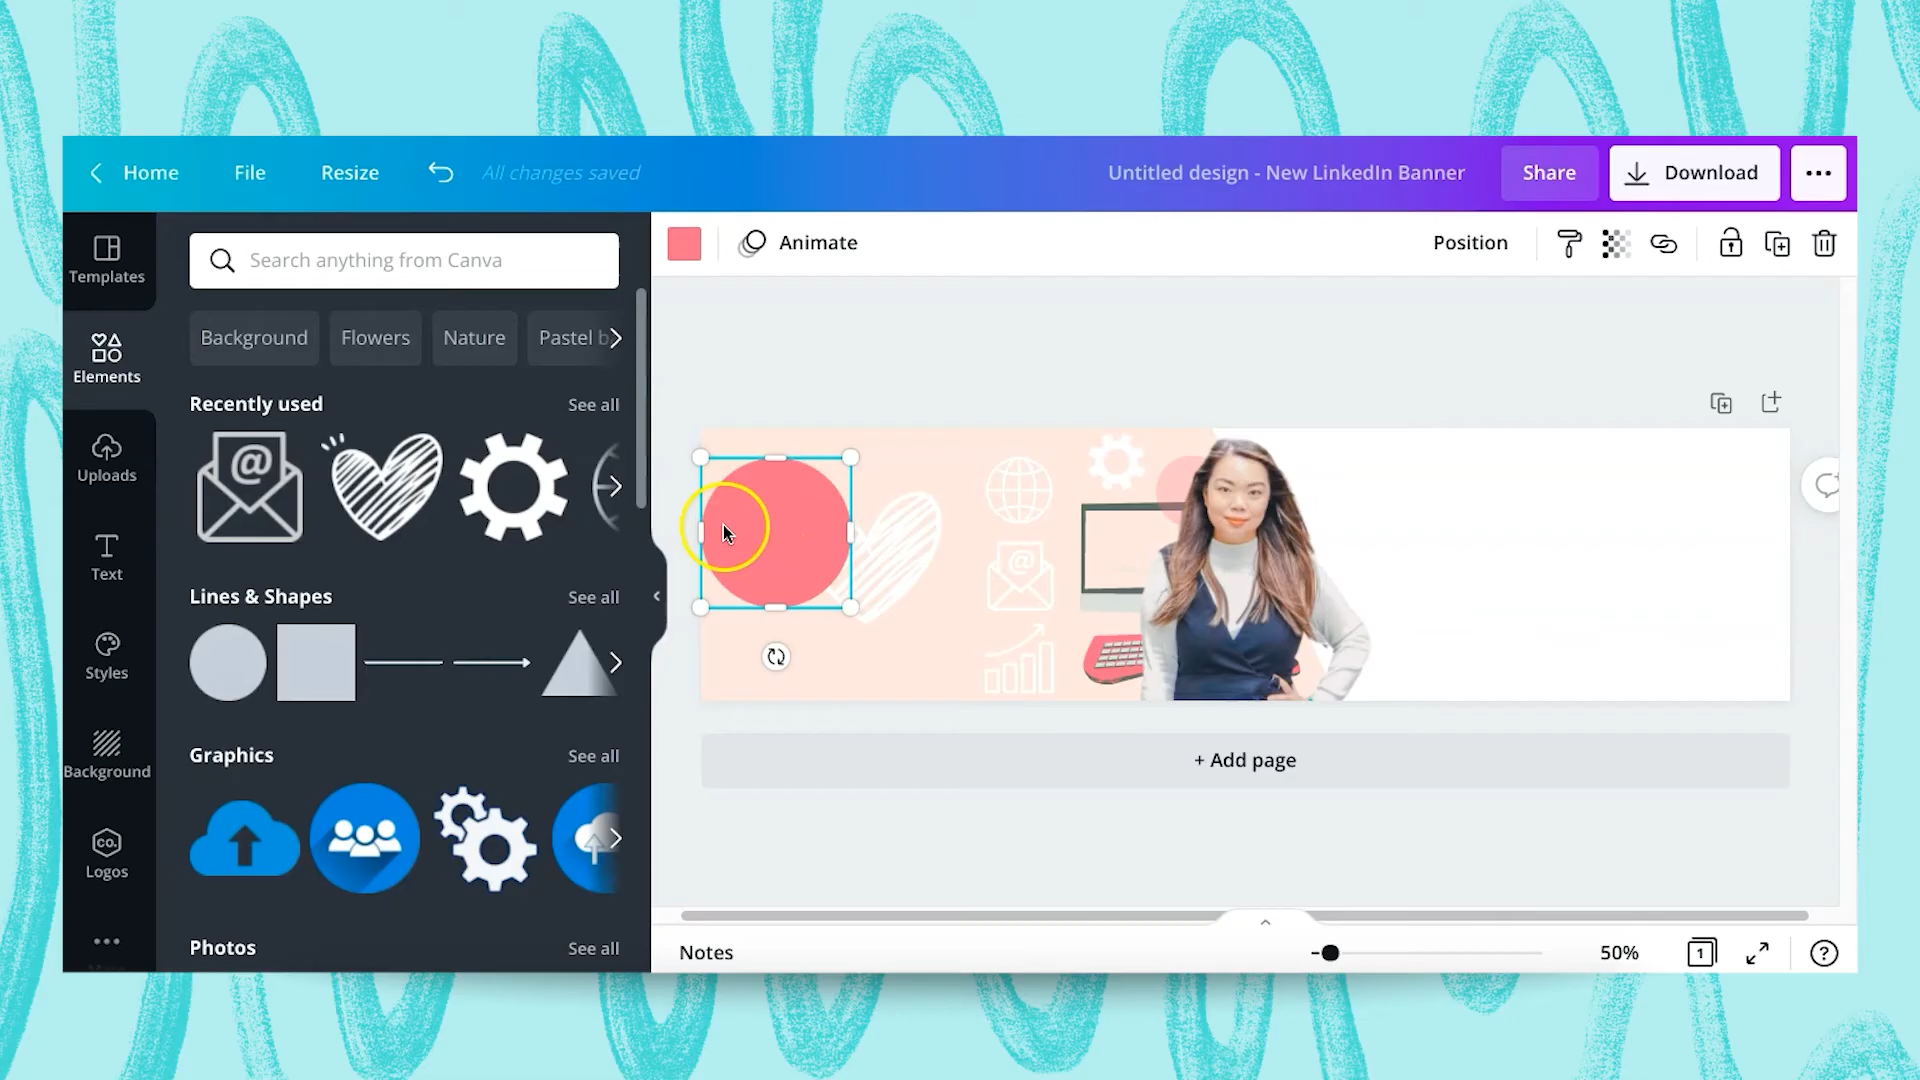 Home
File
Resize
All changes saved
Untitled design - New LinkedIn Banner
Share
Download
Templates
Elements
Uploads
Text
Styles
Background
CO.
Logos
Search anything from Canva
Background
Flowers
Nature
Pastel b
Recently used
See all
@
Lines & Shapes
See all
Graphics
See all
Photos
See all
Animate
Position
@
+ Add page
Notes
50%
1
?